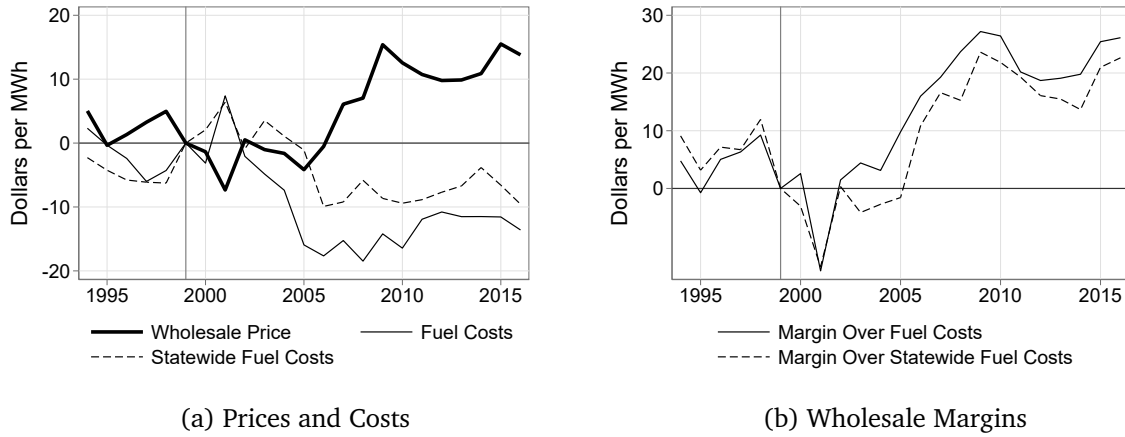 Dollars per MWh
20
10
0
-10
-20
1995 2000 2005 2010 2015
Wholesale Price
Fuel Costs
Statewide Fuel Costs
(a) Prices and Costs
Dollars per MWh
30
20
10
0
1995 2000 2005 2010 2015
Margin Over Fuel Costs
Margin Over Statewide Fuel Costs
(b) Wholesale Margins